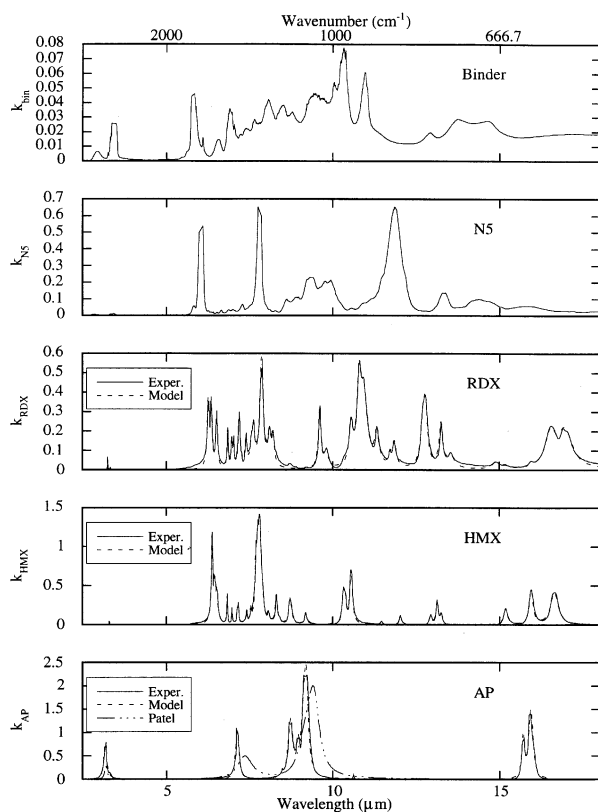 Wavenumber (cm⁻¹)
2000 1000 666.7
0.08
0.07
0.06
0.05
0.04
0.03
0.02
0.01
0
k_bin
Binder
0.7
0.6
0.5
0.4
0.3
0.2
0.1
0
k_N5
N5
0.6
0.5
0.4
0.3
0.2
0.1
0
k_RDX
Exper.
Model
RDX
1.5
1
0.5
0
k_HMX
Exper.
Model
HMX
2.5
2
1.5
1
0.5
0
k_AP
Exper.
Model
Patel
AP
5 10 15
Wavelength (μm)